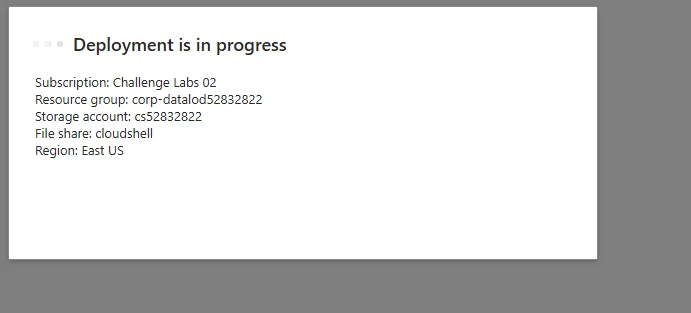 Deployment is in progress
Subscription: Challenge Labs 02
Resource group: corp-datalod52832822
Storage account: cs52832822
File share: cloudshell
Region: East US